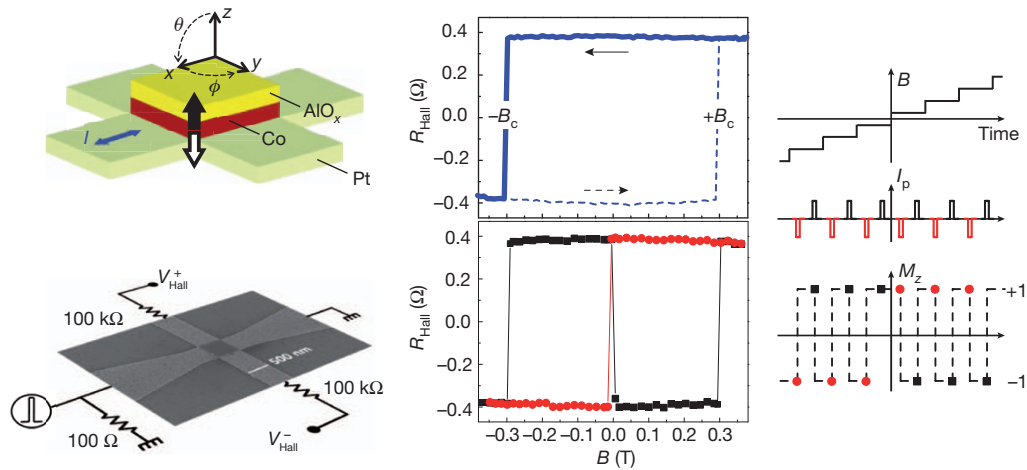 z
θ
x
y
ϕ
AlOₓ
Co
I
Pt
V⁺Hall
100 kΩ
500 nm
100 kΩ
100 Ω
V⁻Hall
−Bc
+Bc
RHall (Ω)
0.4
0.2
0.0
−0.2
−0.4
RHall (Ω)
0.4
0.2
0.0
−0.2
−0.4
−0.3 −0.2 −0.1 0.0 0.1 0.2 0.3
B (T)
B
Time
Ip
Mz
+1
−1